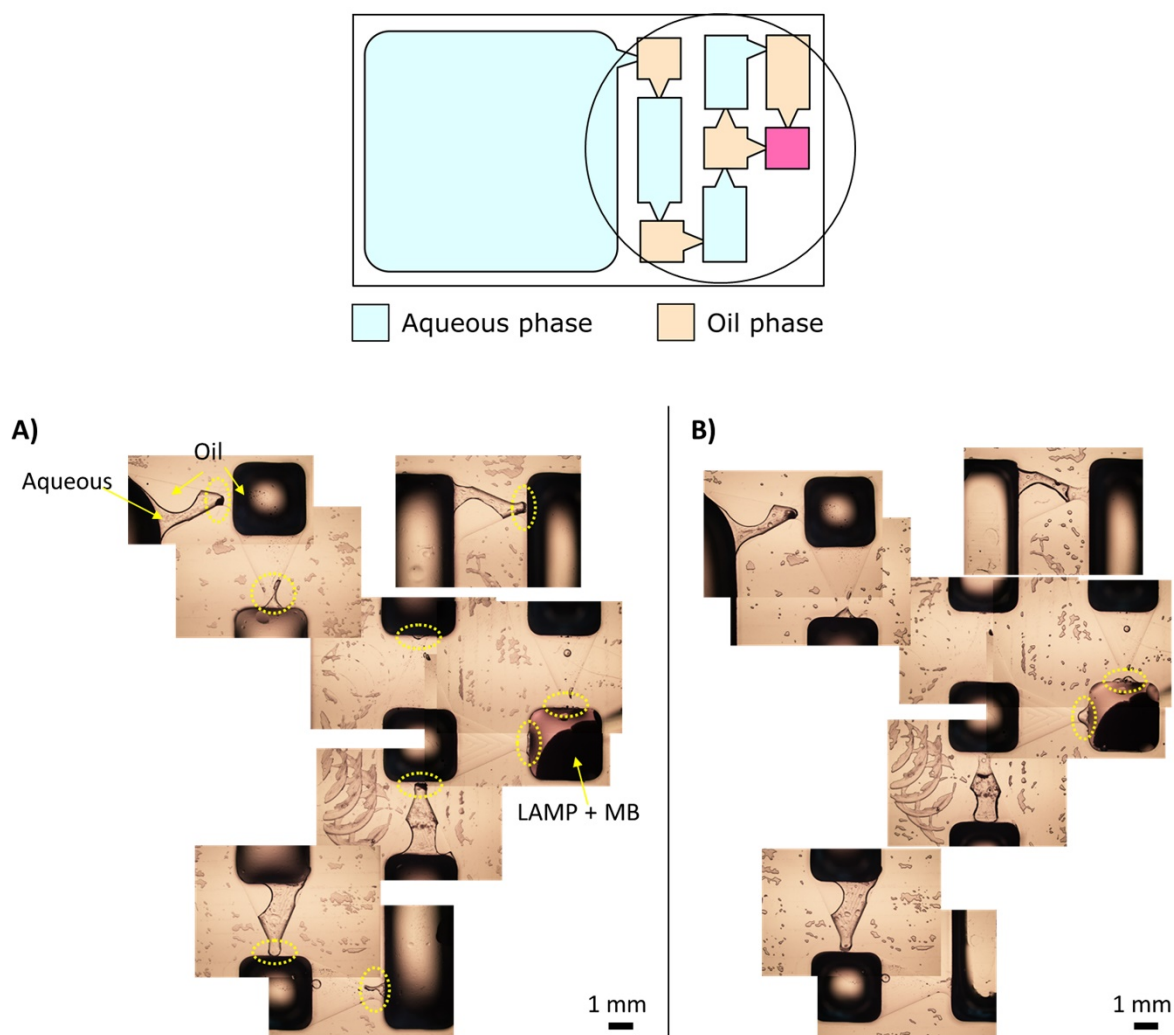 Aqueous phase
Oil phase
A)
Oil
Aqueous
LAMP + MB
1 mm
B)
1 mm